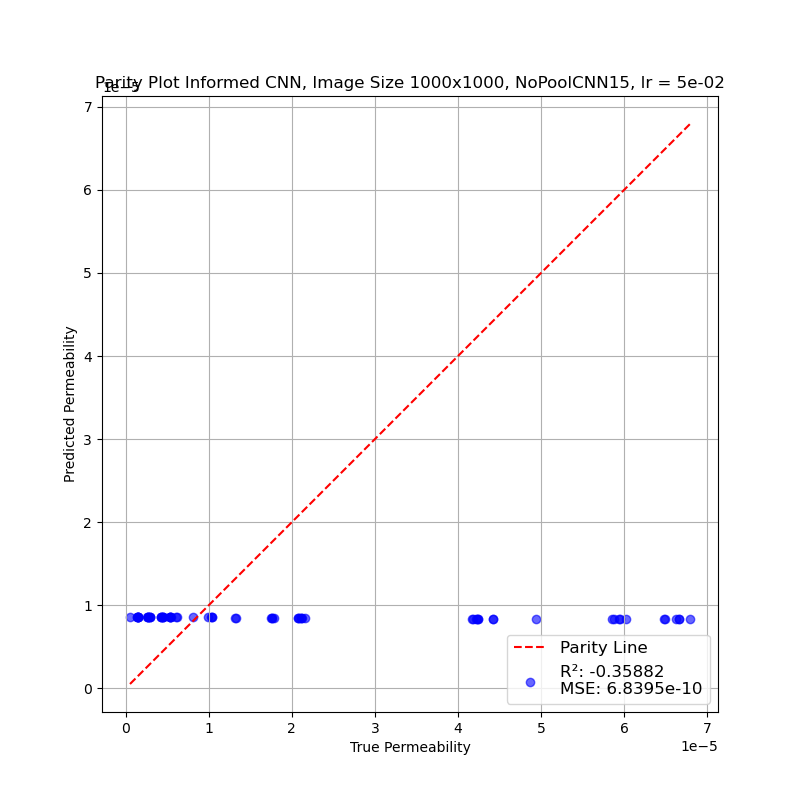 Parity Plot Informed CNN, Image Size 1000x1000, NoPoolCNN15, lr = 5e-02
1e−5
7
6
5
4
3
2
1
0
Predicted Permeability
Parity Line
R²: -0.35882
MSE: 6.8395e-10
0 1 2 3 4 5 6 7
True Permeability
1e−5